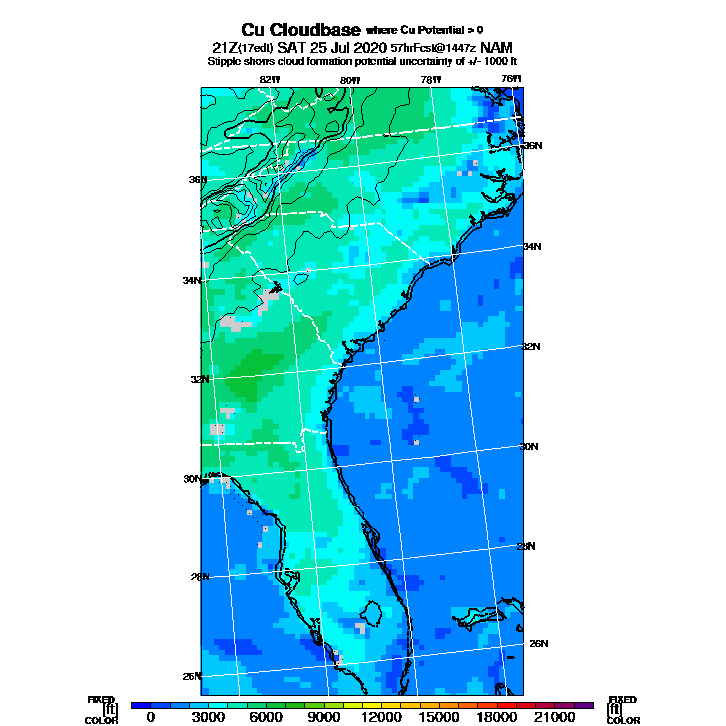 Cu Cloudbase where Cu Potential > 0
21Z(17edt) SAT 25 Jul 2020 57hrFcst@1447z NAM
Stipple shows cloud formation potential uncertainty of +/- 1000 ft
82W 80W 78W 76W
36N
36N
34N
34N
32N
32N
30N
30N
28N
28N
26N
26N
FIXED FIXED
[ft] [ft]
COLOR 0 3000 6000 9000 12000 15000 18000 21000 COLOR